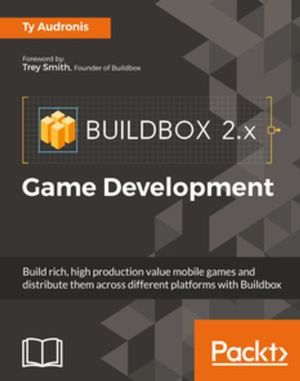 Ty Audronis
Foreword by:
Trey Smith, Founder of Buildbox
BUILDBOX 2.x
Game Development
Build rich, high production value mobile games and
distribute them across different platforms with Buildbox
Packt>